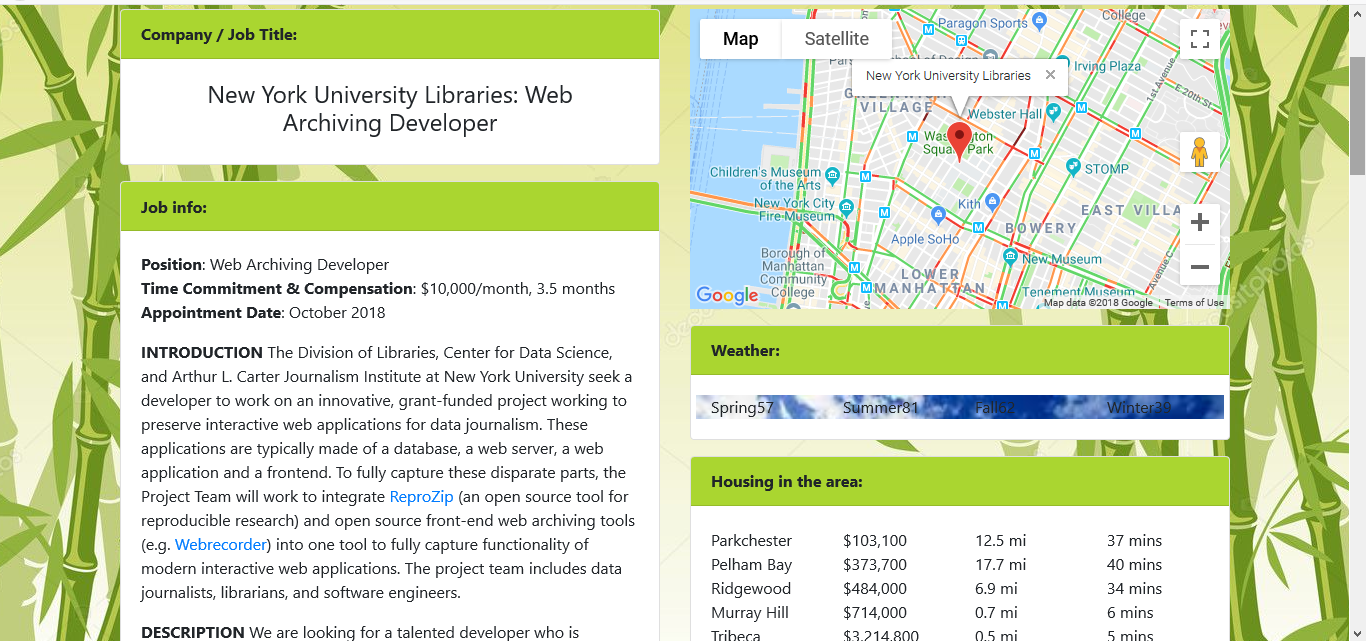 Company / Job Title:
New York University Libraries: Web
Archiving Developer
Job info:
Position: Web Archiving Developer
Time Commitment & Compensation: $10,000/month, 3.5 months
Appointment Date: October 2018
INTRODUCTION The Division of Libraries, Center for Data Science,
and Arthur L. Carter Journalism Institute at New York University seek a
developer to work on an innovative, grant-funded project working to
preserve interactive web applications for data journalism. These
applications are typically made of a database, a web server, a web
application and a frontend. To fully capture these disparate parts, the
Project Team will work to integrate ReproZip (an open source tool for
reproducible research) and open source front-end web archiving tools
(e.g. Webrecorder) into one tool to fully capture functionality of
modern interactive web applications. The project team includes data
journalists, librarians, and software engineers.
DESCRIPTION We are looking for a talented developer who is
Map Satellite
Paragon Sports
College
Irving Plaza
New York University Libraries
1st Avenue
E 20th St
VILLAGE
Webster Hall
Washington
Square Park
STOMP
Children's Museum
of the Arts
New York City
Fire Museum
Kith
EAST VILLA
Apple SoHo
BOWERY
Borough of
Manhattan
Community
College
New Museum
LOWER
MANHATTAN
Tenement Museum
Avenue C
Google
Map data ©2018 Google Terms of Use
Weather:
Spring57 Summer81 Fall62 Winter39
Housing in the area:
Parkchester $103,100 12.5 mi 37 mins
Pelham Bay $373,700 17.7 mi 40 mins
Ridgewood $484,000 6.9 mi 34 mins
Murray Hill $714,000 0.7 mi 6 mins
Tribeca $3,214,800 0.5 mi 5 mins